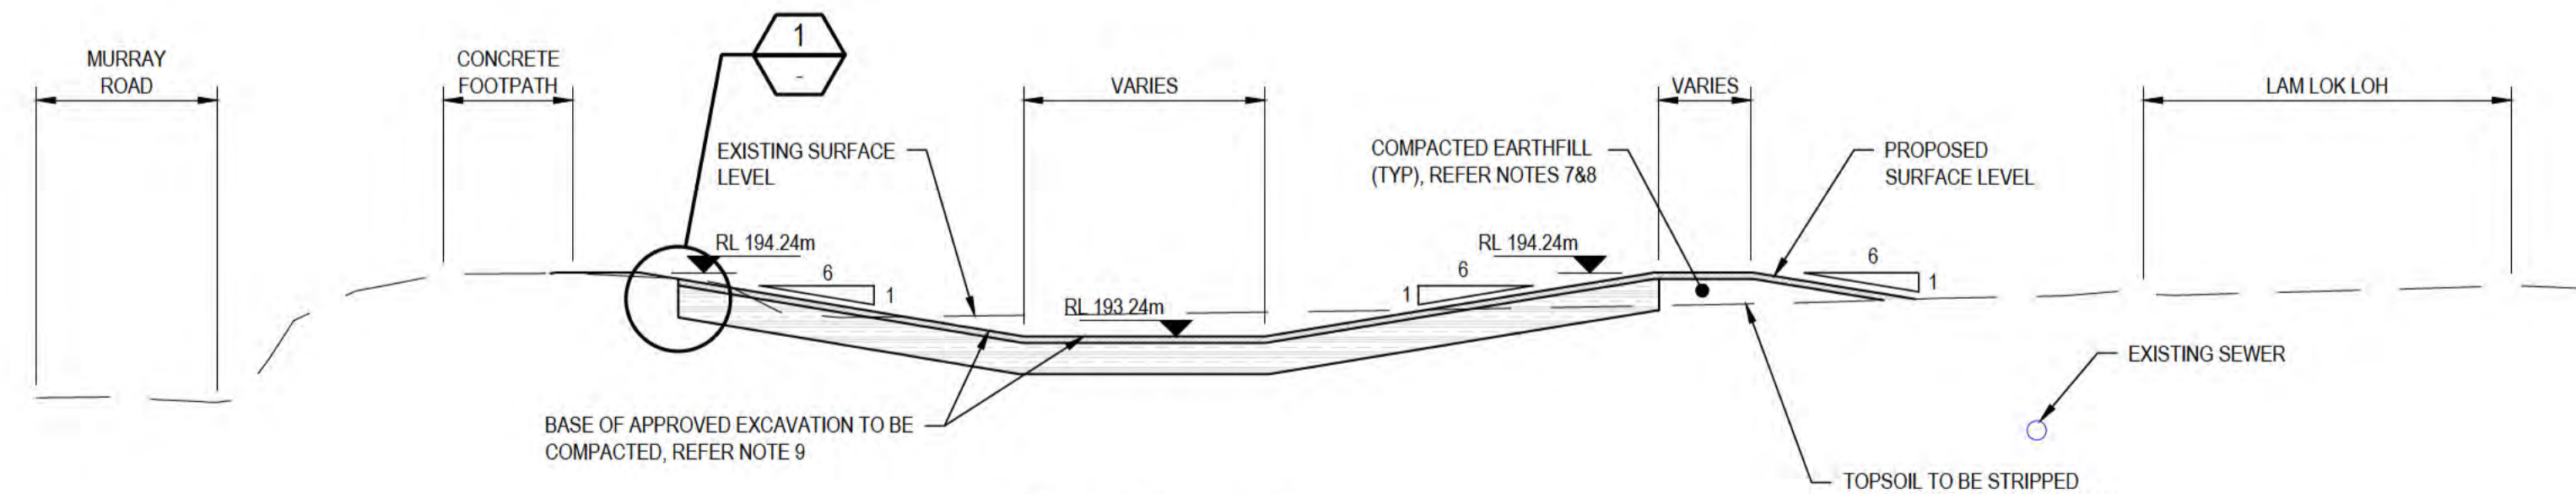 1
-
MURRAY
ROAD
CONCRETE
FOOTPATH
VARIES
VARIES
LAM LOK LOH
EXISTING SURFACE
LEVEL
COMPACTED EARTHFILL
(TYP), REFER NOTES 7&8
PROPOSED
SURFACE LEVEL
RL 194.24m
6
1
RL 193.24m
RL 194.24m
6
1
6
1
EXISTING SEWER
BASE OF APPROVED EXCAVATION TO BE
COMPACTED, REFER NOTE 9
TOPSOIL TO BE STRIPPED